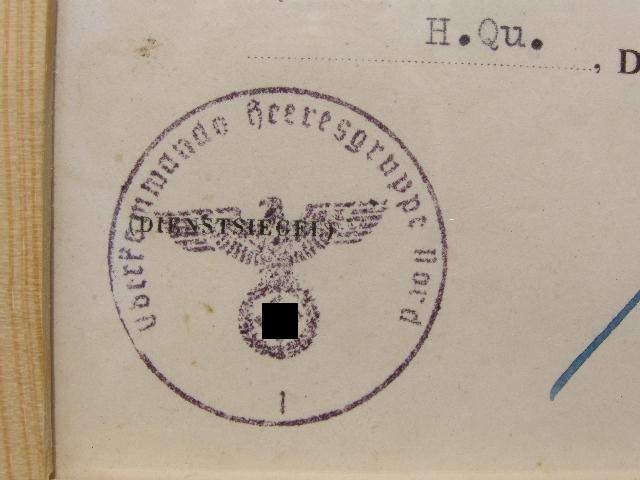 H.Qu.
, D
Oberkommando Heeresgruppe Nord
(DIENSTSIEGEL)
1